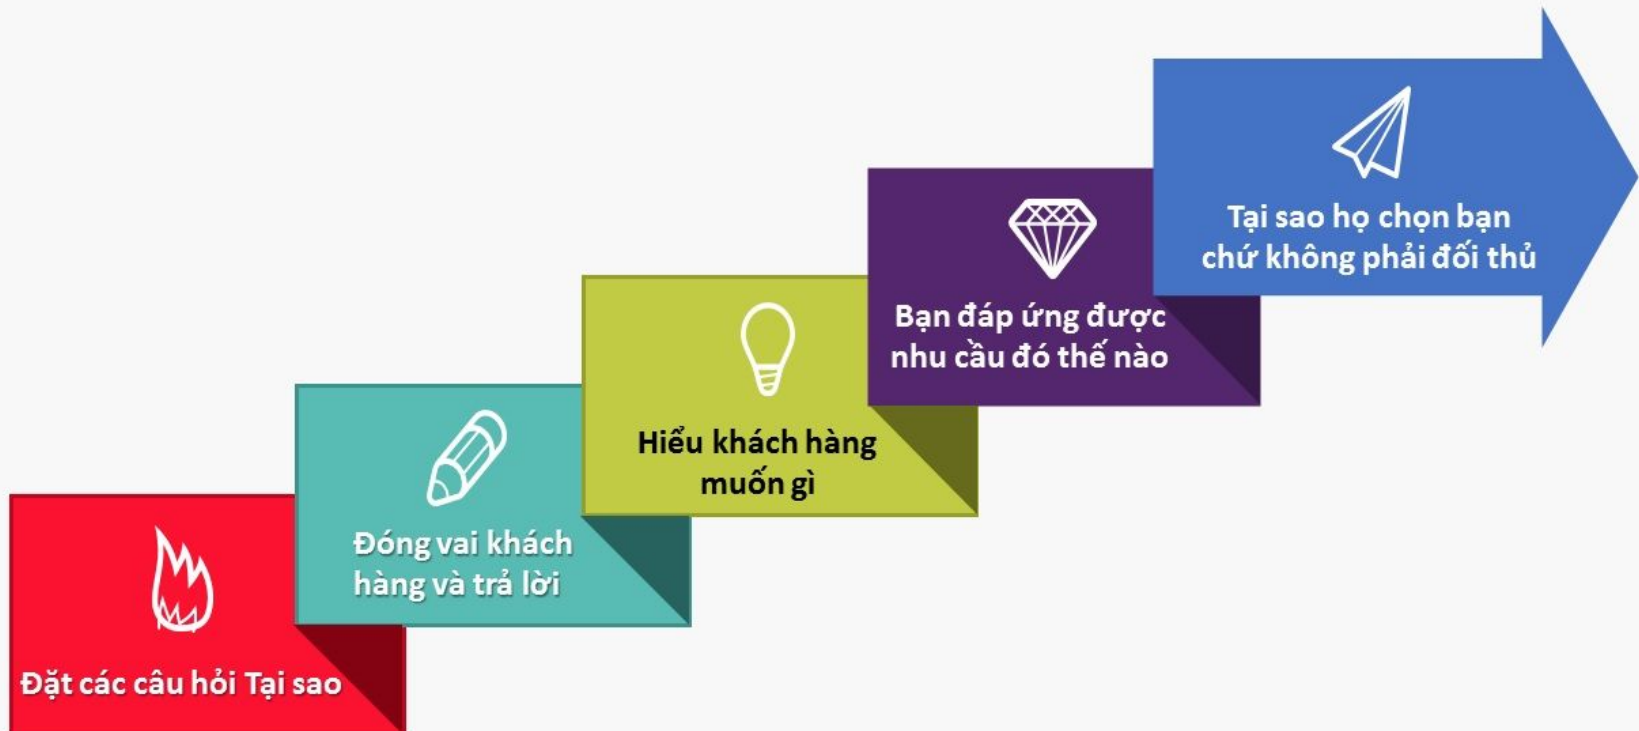 Đặt các câu hỏi Tại sao
Đóng vai khách
hàng và trả lời
Hiểu khách hàng
muốn gì
Bạn đáp ứng được
nhu cầu đó thế nào
Tại sao họ chọn bạn
chứ không phải đối thủ